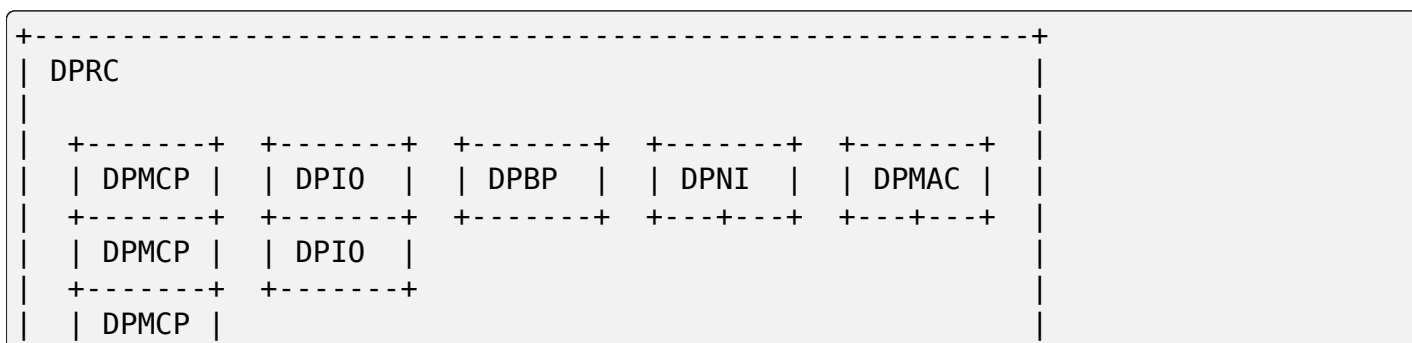 +---------------------------------------------------------+
| DPRC                                                    |
|                                                         |
|  +-------+  +-------+  +-------+  +-------+  +-------+  |
|  | DPMCP |  | DPIO  |  | DPBP  |  | DPNI  |  | DPMAC |  |
|  +-------+  +-------+  +-------+  +---+---+  +---+---+  |
|  | DPMCP |  | DPIO  |                                   |
|  +-------+  +-------+                                   |
|  | DPMCP |                                              |